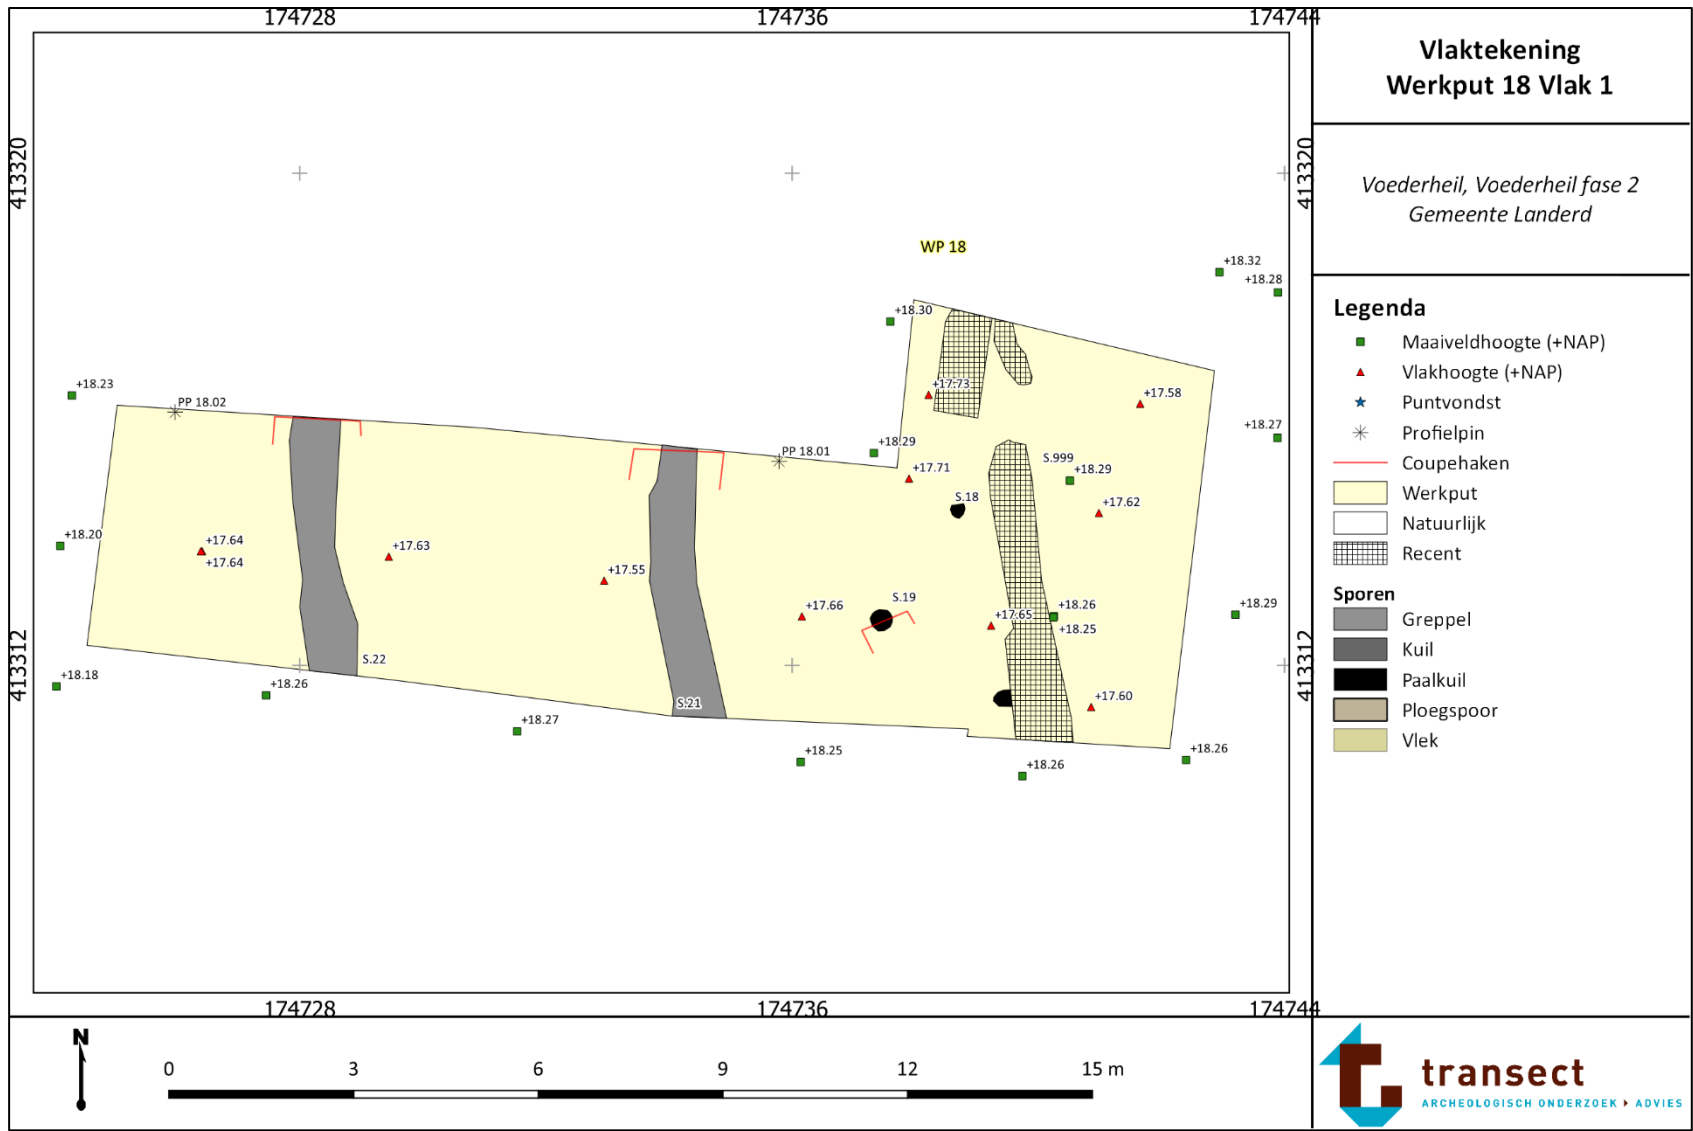 174728 174736 174744
413320
413320
413312
413312
WP 18
+18.32
+18.28
+18.30
+18.23
PP 18.02
+17.73
+17.58
+18.27
+18.29
PP 18.01
+17.71
S.999
+18.29
S.18
+17.62
+18.20
+17.64
+17.64
+17.63
+17.55
+17.66
S.19
+17.65
+18.26
+18.25
+18.29
S.22
+18.18
+18.26
S.21
+17.60
+18.27
+18.25
+18.26
+18.26
174728 174736 174744
N
0 3 6 9 12 15 m
Vlaktekening
Werkput 18 Vlak 1
Voederheil, Voederheil fase 2
Gemeente Landerd
Legenda
Maaiveldhoogte (+NAP)
Vlakhoogte (+NAP)
Puntvondst
Profielpin
Coupehaken
Werkput
Natuurlijk
Recent
Sporen
Greppel
Kuil
Paalkuil
Ploegspoor
Vlek
transect
ARCHEOLOGISCH ONDERZOEK ADVIES